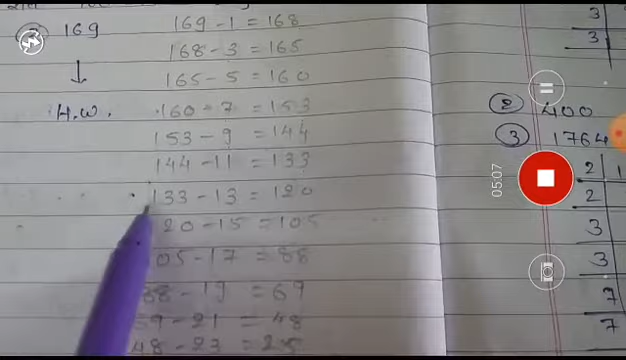 169
H.W.
169 - 1 = 168
168 - 3 = 165
165 - 5 = 160
160 - 7 = 153
153 - 9 = 144
144 - 11 = 133
133 - 13 = 120
20 - 15 = 105
05 - 17 = 88
88 - 19 = 69
69 - 21 = 48
48 - 23 = 25
3
3
② 400
③ 1764
2
2
3
3
7
7
05:07